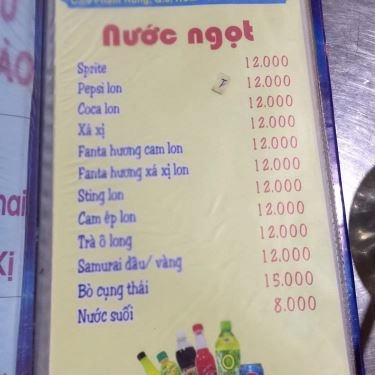 Nước ngọt
Sprite 12.000
Pepsi lon 12.000
Coca lon 12.000
Xá xị 12.000
Fanta hương cam lon 12.000
Fanta hương xá xị lon 12.000
Sting lon 12.000
Cam ép lon 12.000
Trà ô long 12.000
Samurai dâu/ vàng 12.000
Bò cụng thái 15.000
Nước suối 8.000